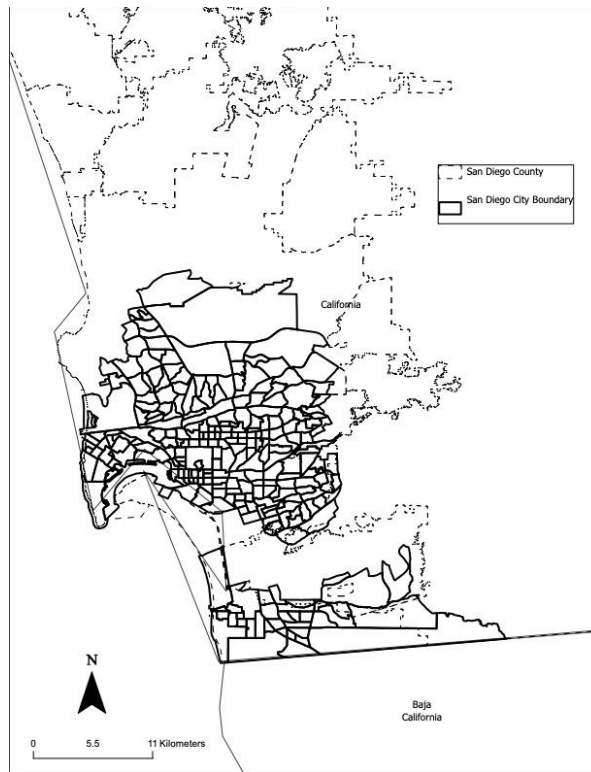 San Diego County
San Diego City Boundary
California
N
Baja
California
0 5.5 11 Kilometers